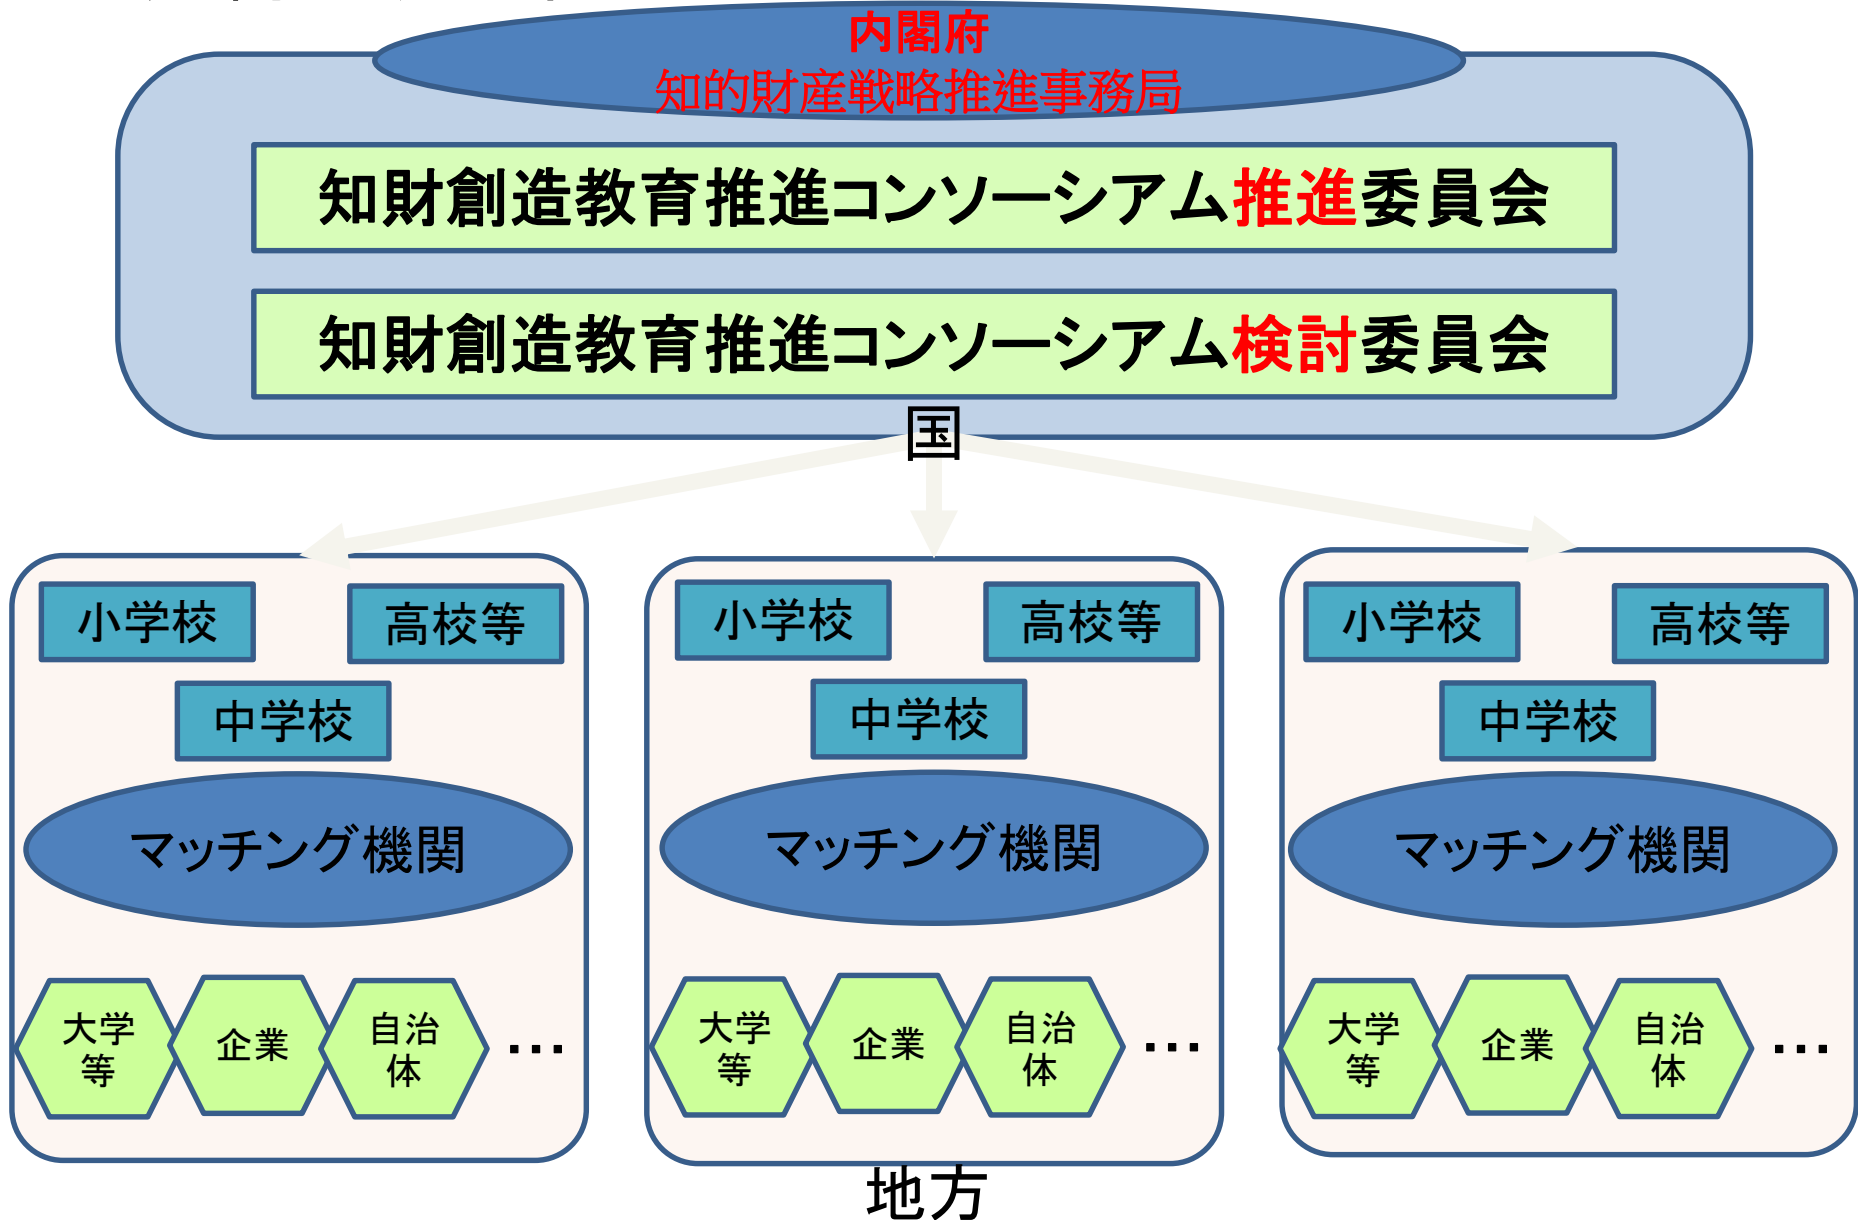 内閣府
知的財産戦略推進事務局
知財創造教育推進コンソーシアム推進委員会
知財創造教育推進コンソーシアム検討委員会
国
小学校
高校等
中学校
マッチング機関
大学
等
企業
自治
体
…
小学校
高校等
中学校
マッチング機関
大学
等
企業
自治
体
…
小学校
高校等
中学校
マッチング機関
大学
等
企業
自治
体
…
地方